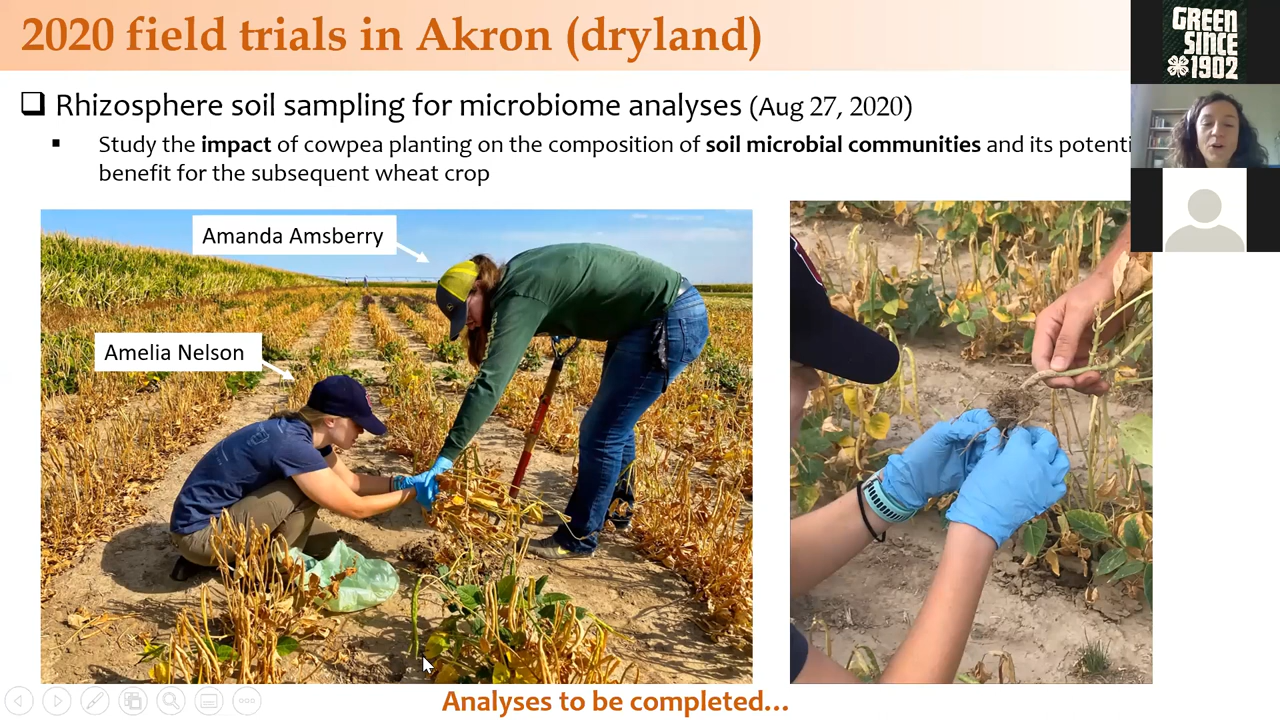 2020 field trials in Akron (dryland)
GREEN
SINCE
1902
Rhizosphere soil sampling for microbiome analyses (Aug 27, 2020)
Study the impact of cowpea planting on the composition of soil microbial communities and its potenti
benefit for the subsequent wheat crop
Amanda Amsberry
Amelia Nelson
Analyses to be completed...